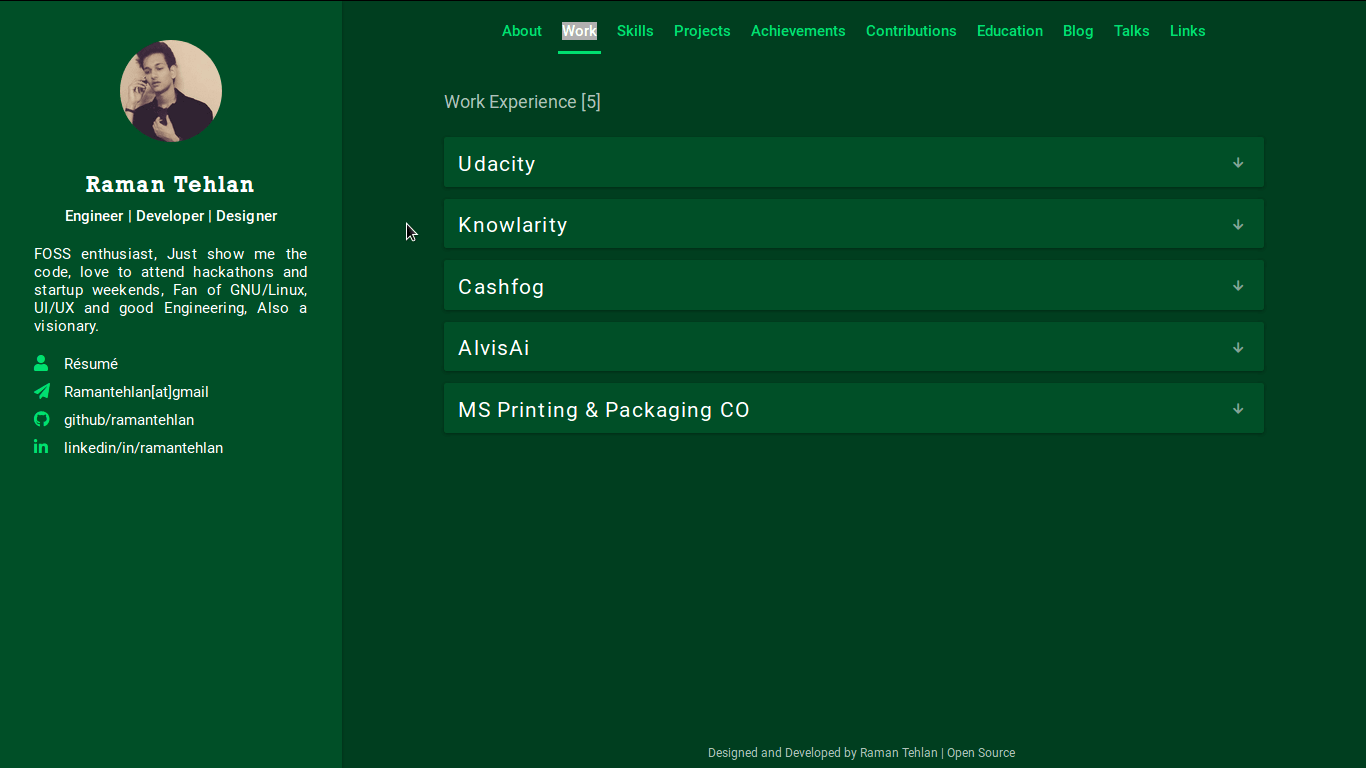 About Work Skills Projects Achievements Contributions Education Blog Talks Links
Raman Tehlan
Engineer | Developer | Designer
FOSS enthusiast, Just show me the
code, love to attend hackathons and
startup weekends, Fan of GNU/Linux,
UI/UX and good Engineering, Also a
visionary.
Résumé
Ramantehlan[at]gmail
github/ramantehlan
linkedin/in/ramantehlan
Work Experience [5]
Udacity
Knowlarity
Cashfog
AlvisAi
MS Printing & Packaging CO
Designed and Developed by Raman Tehlan | Open Source